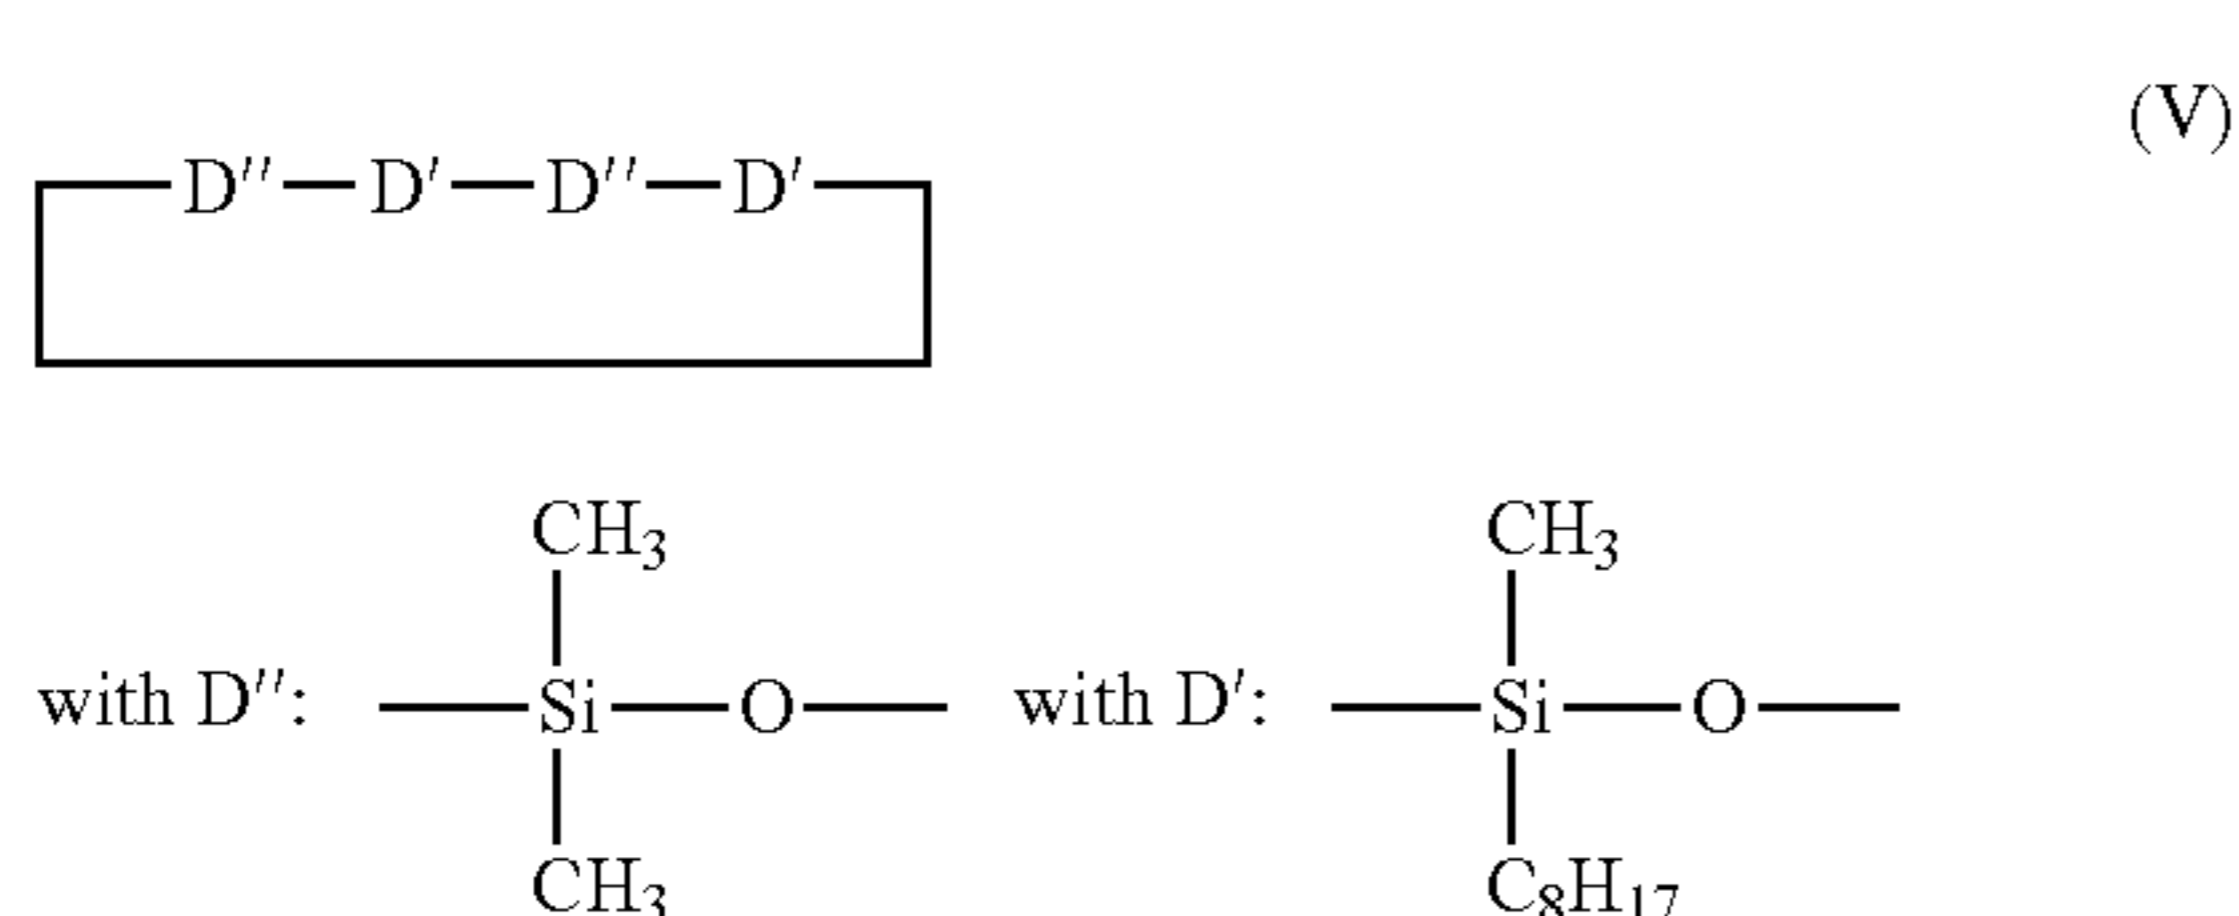 (V)
D″—D′—D″—D′
CH₃ CH₃
with D″: —Si—O— with D′: —Si—O—
CH₃ C₈H₁₇